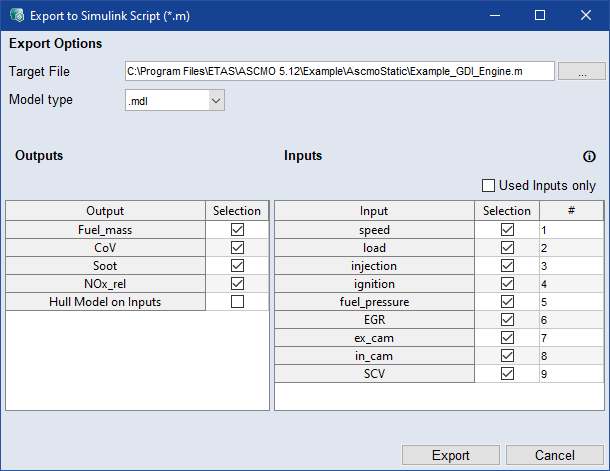 Export to Simulink Script (*.m)
Export Options
Target File C:\Program Files\ETAS\ASCMO 5.12\Example\AscmoStatic\Example_GDI_Engine.m ...
Model type .mdl
Outputs Inputs
Used Inputs only
Output Selection Input Selection #
Fuel_mass speed 1
CoV load 2
Soot injection 3
NOx_rel ignition 4
Hull Model on Inputs fuel_pressure 5
EGR 6
ex_cam 7
in_cam 8
SCV 9
Export Cancel